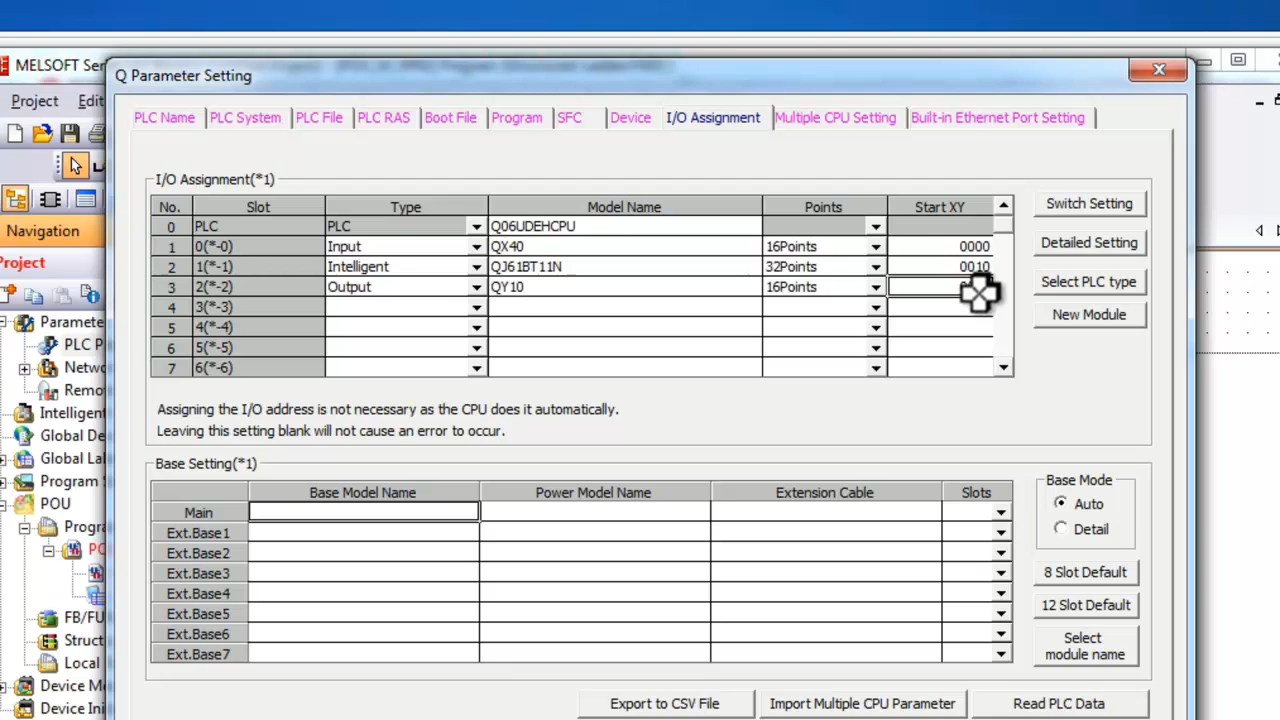 MELSOFT Ser
Q Parameter Setting
Project Edit
PLC Name PLC System PLC File PLC RAS Boot File Program SFC Device I/O Assignment Multiple CPU Setting Built-in Ethernet Port Setting
I/O Assignment(*1)
No. Slot Type Model Name Points Start XY
0 PLC PLC Q06UDEHCPU
1 0(*-0) Input QX40 16Points 0000
2 1(*-1) Intelligent QJ61BT11N 32Points 0010
3 2(*-2) Output QY10 16Points
4 3(*-3)
5 4(*-4)
6 5(*-5)
7 6(*-6)
Switch Setting
Detailed Setting
Select PLC type
New Module
Assigning the I/O address is not necessary as the CPU does it automatically.
Leaving this setting blank will not cause an error to occur.
Base Setting(*1)
Base Model Name Power Model Name Extension Cable Slots
Main
Ext.Base1
Ext.Base2
Ext.Base3
Ext.Base4
Ext.Base5
Ext.Base6
Ext.Base7
Base Mode
Auto
Detail
8 Slot Default
12 Slot Default
Select
module name
Export to CSV File Import Multiple CPU Parameter Read PLC Data
Navigation
Project
Paramete
PLC P
Netwo
Remo
Intelligent
Global De
Global Lab
Program S
POU
Progra
PO
FB/FU
Struct
Local
Device Me
Device Ini